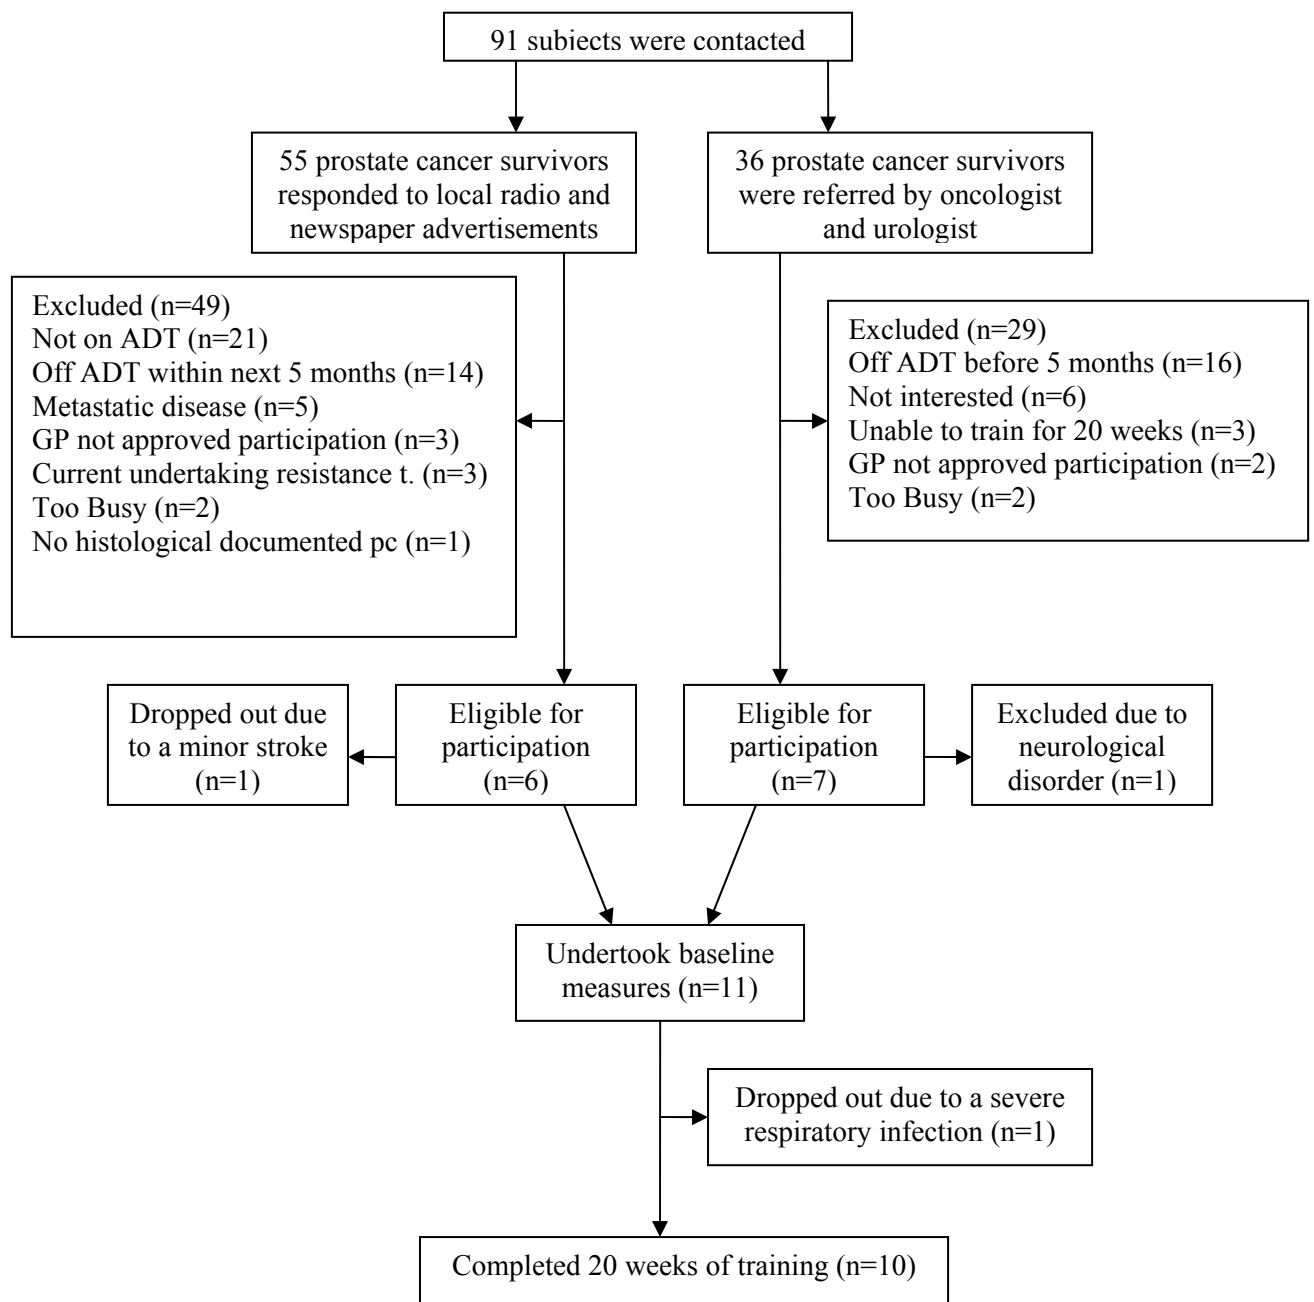 91 subjects were contacted
55 prostate cancer survivors
responded to local radio and
newspaper advertisements
36 prostate cancer survivors
were referred by oncologist
and urologist
Excluded (n=49)
Not on ADT (n=21)
Off ADT within next 5 months (n=14)
Metastatic disease (n=5)
GP not approved participation (n=3)
Current undertaking resistance t. (n=3)
Too Busy (n=2)
No histological documented pc (n=1)
Excluded (n=29)
Off ADT before 5 months (n=16)
Not interested (n=6)
Unable to train for 20 weeks (n=3)
GP not approved participation (n=2)
Too Busy (n=2)
Dropped out due
to a minor stroke
(n=1)
Eligible for
participation
(n=6)
Eligible for
participation
(n=7)
Excluded due to
neurological
disorder (n=1)
Undertook baseline
measures (n=11)
Dropped out due to a severe
respiratory infection (n=1)
Completed 20 weeks of training (n=10)